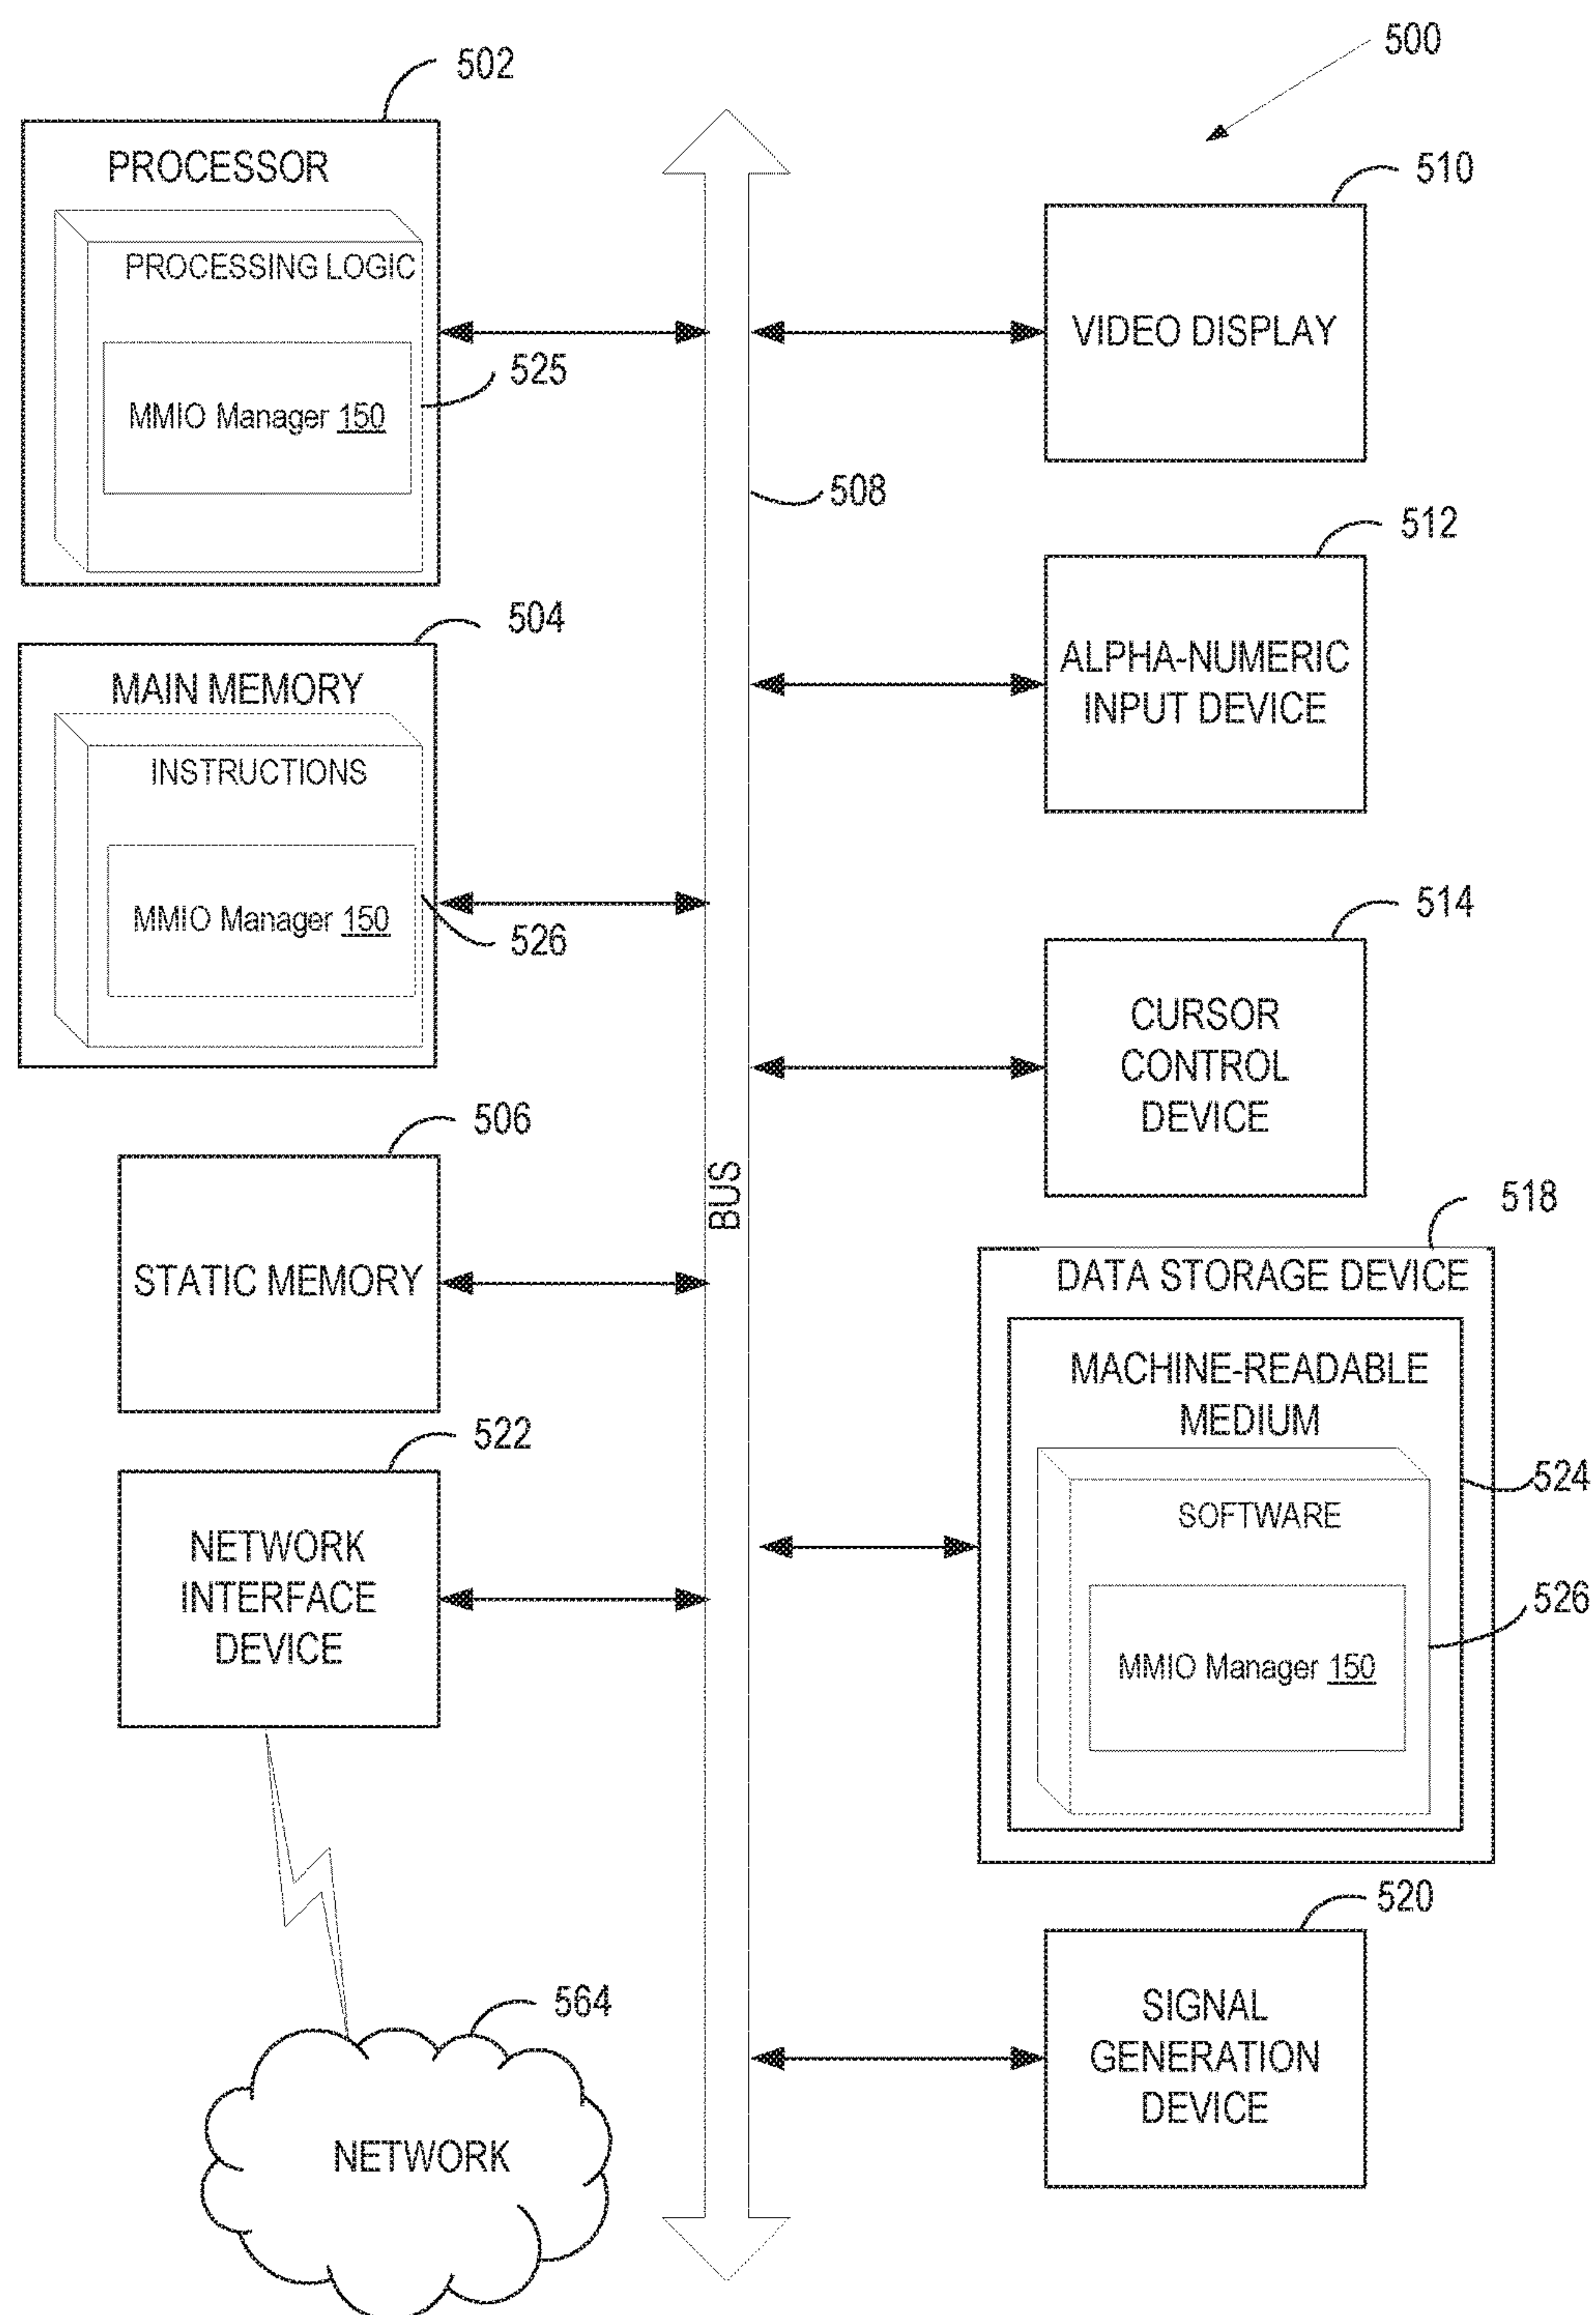 500
502
PROCESSOR
PROCESSING LOGIC
MMIO Manager 150
525
504
MAIN MEMORY
INSTRUCTIONS
MMIO Manager 150
526
506
STATIC MEMORY
522
NETWORK
INTERFACE
DEVICE
564
NETWORK
BUS
508
510
VIDEO DISPLAY
512
ALPHA-NUMERIC
INPUT DEVICE
514
CURSOR
CONTROL
DEVICE
518
DATA STORAGE DEVICE
MACHINE-READABLE
MEDIUM
524
SOFTWARE
526
MMIO Manager 150
520
SIGNAL
GENERATION
DEVICE